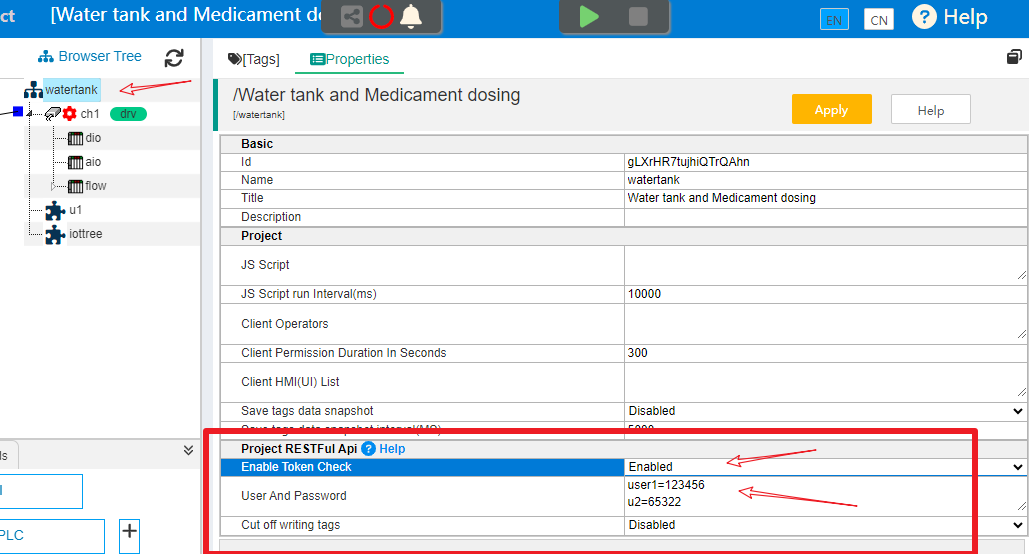 ct
[Water tank and Medicament d
EN
CN
? Help
Browser Tree
[Tags]
Properties
watertank
ch1
drv
dio
aio
flow
u1
iottree
/Water tank and Medicament dosing
[/watertank]
Apply
Help
Basic
Id gLXrHR7tujhiQTrQAhn
Name watertank
Title Water tank and Medicament dosing
Description
Project
JS Script
JS Script run Interval(ms) 10000
Client Operators
Client Permission Duration In Seconds 300
Client HMI(UI) List
Save tags data snapshot Disabled
Save tags data snapshot interval(MS) 5000
Project RESTFul Api ? Help
Enable Token Check Enabled
User And Password
user1=123456
u2=65322
Cut off writing tags Disabled
ls
I
PLC
+